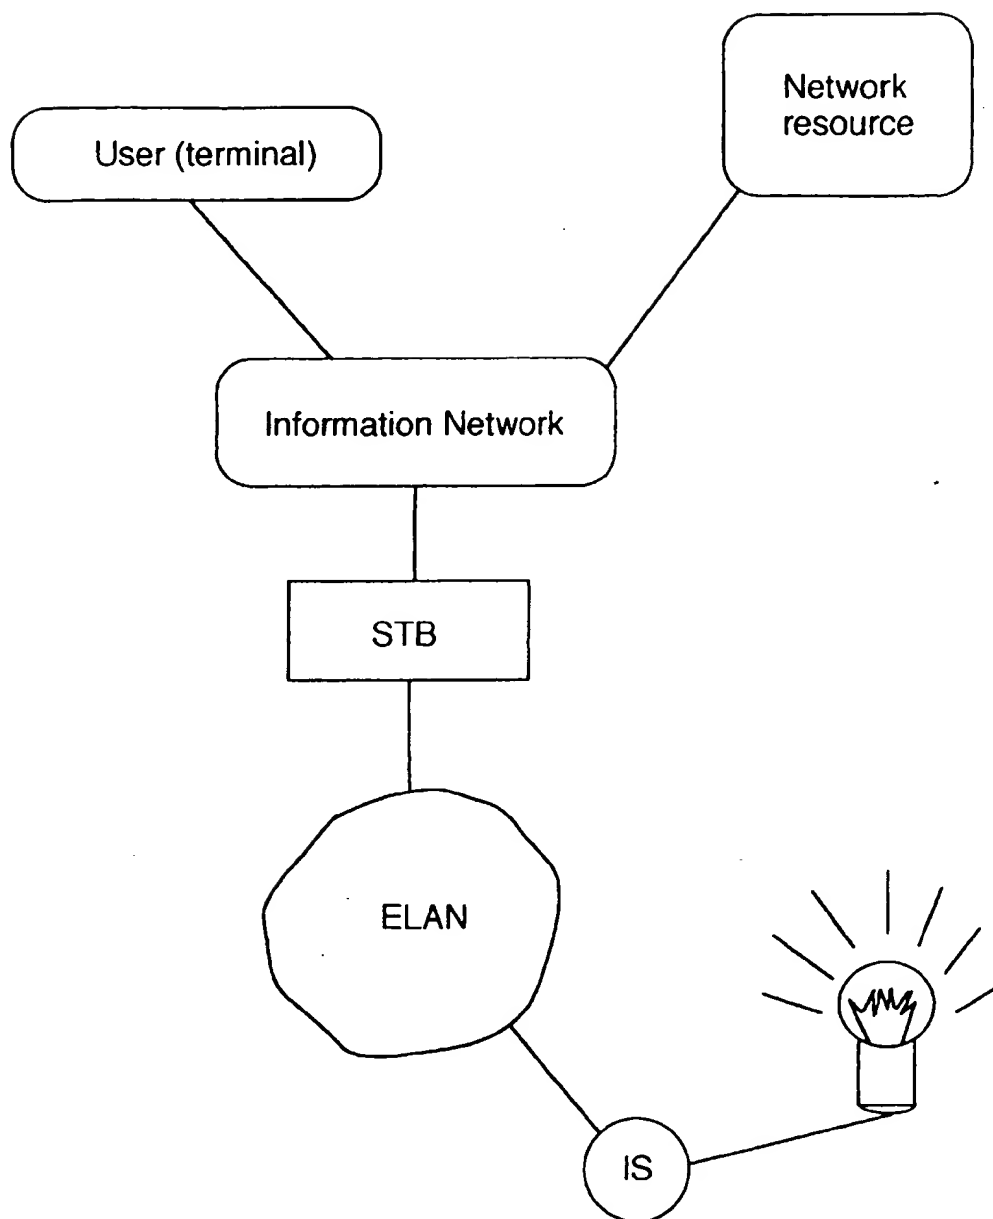 Network
resource
User (terminal)
Information Network
STB
ELAN
IS